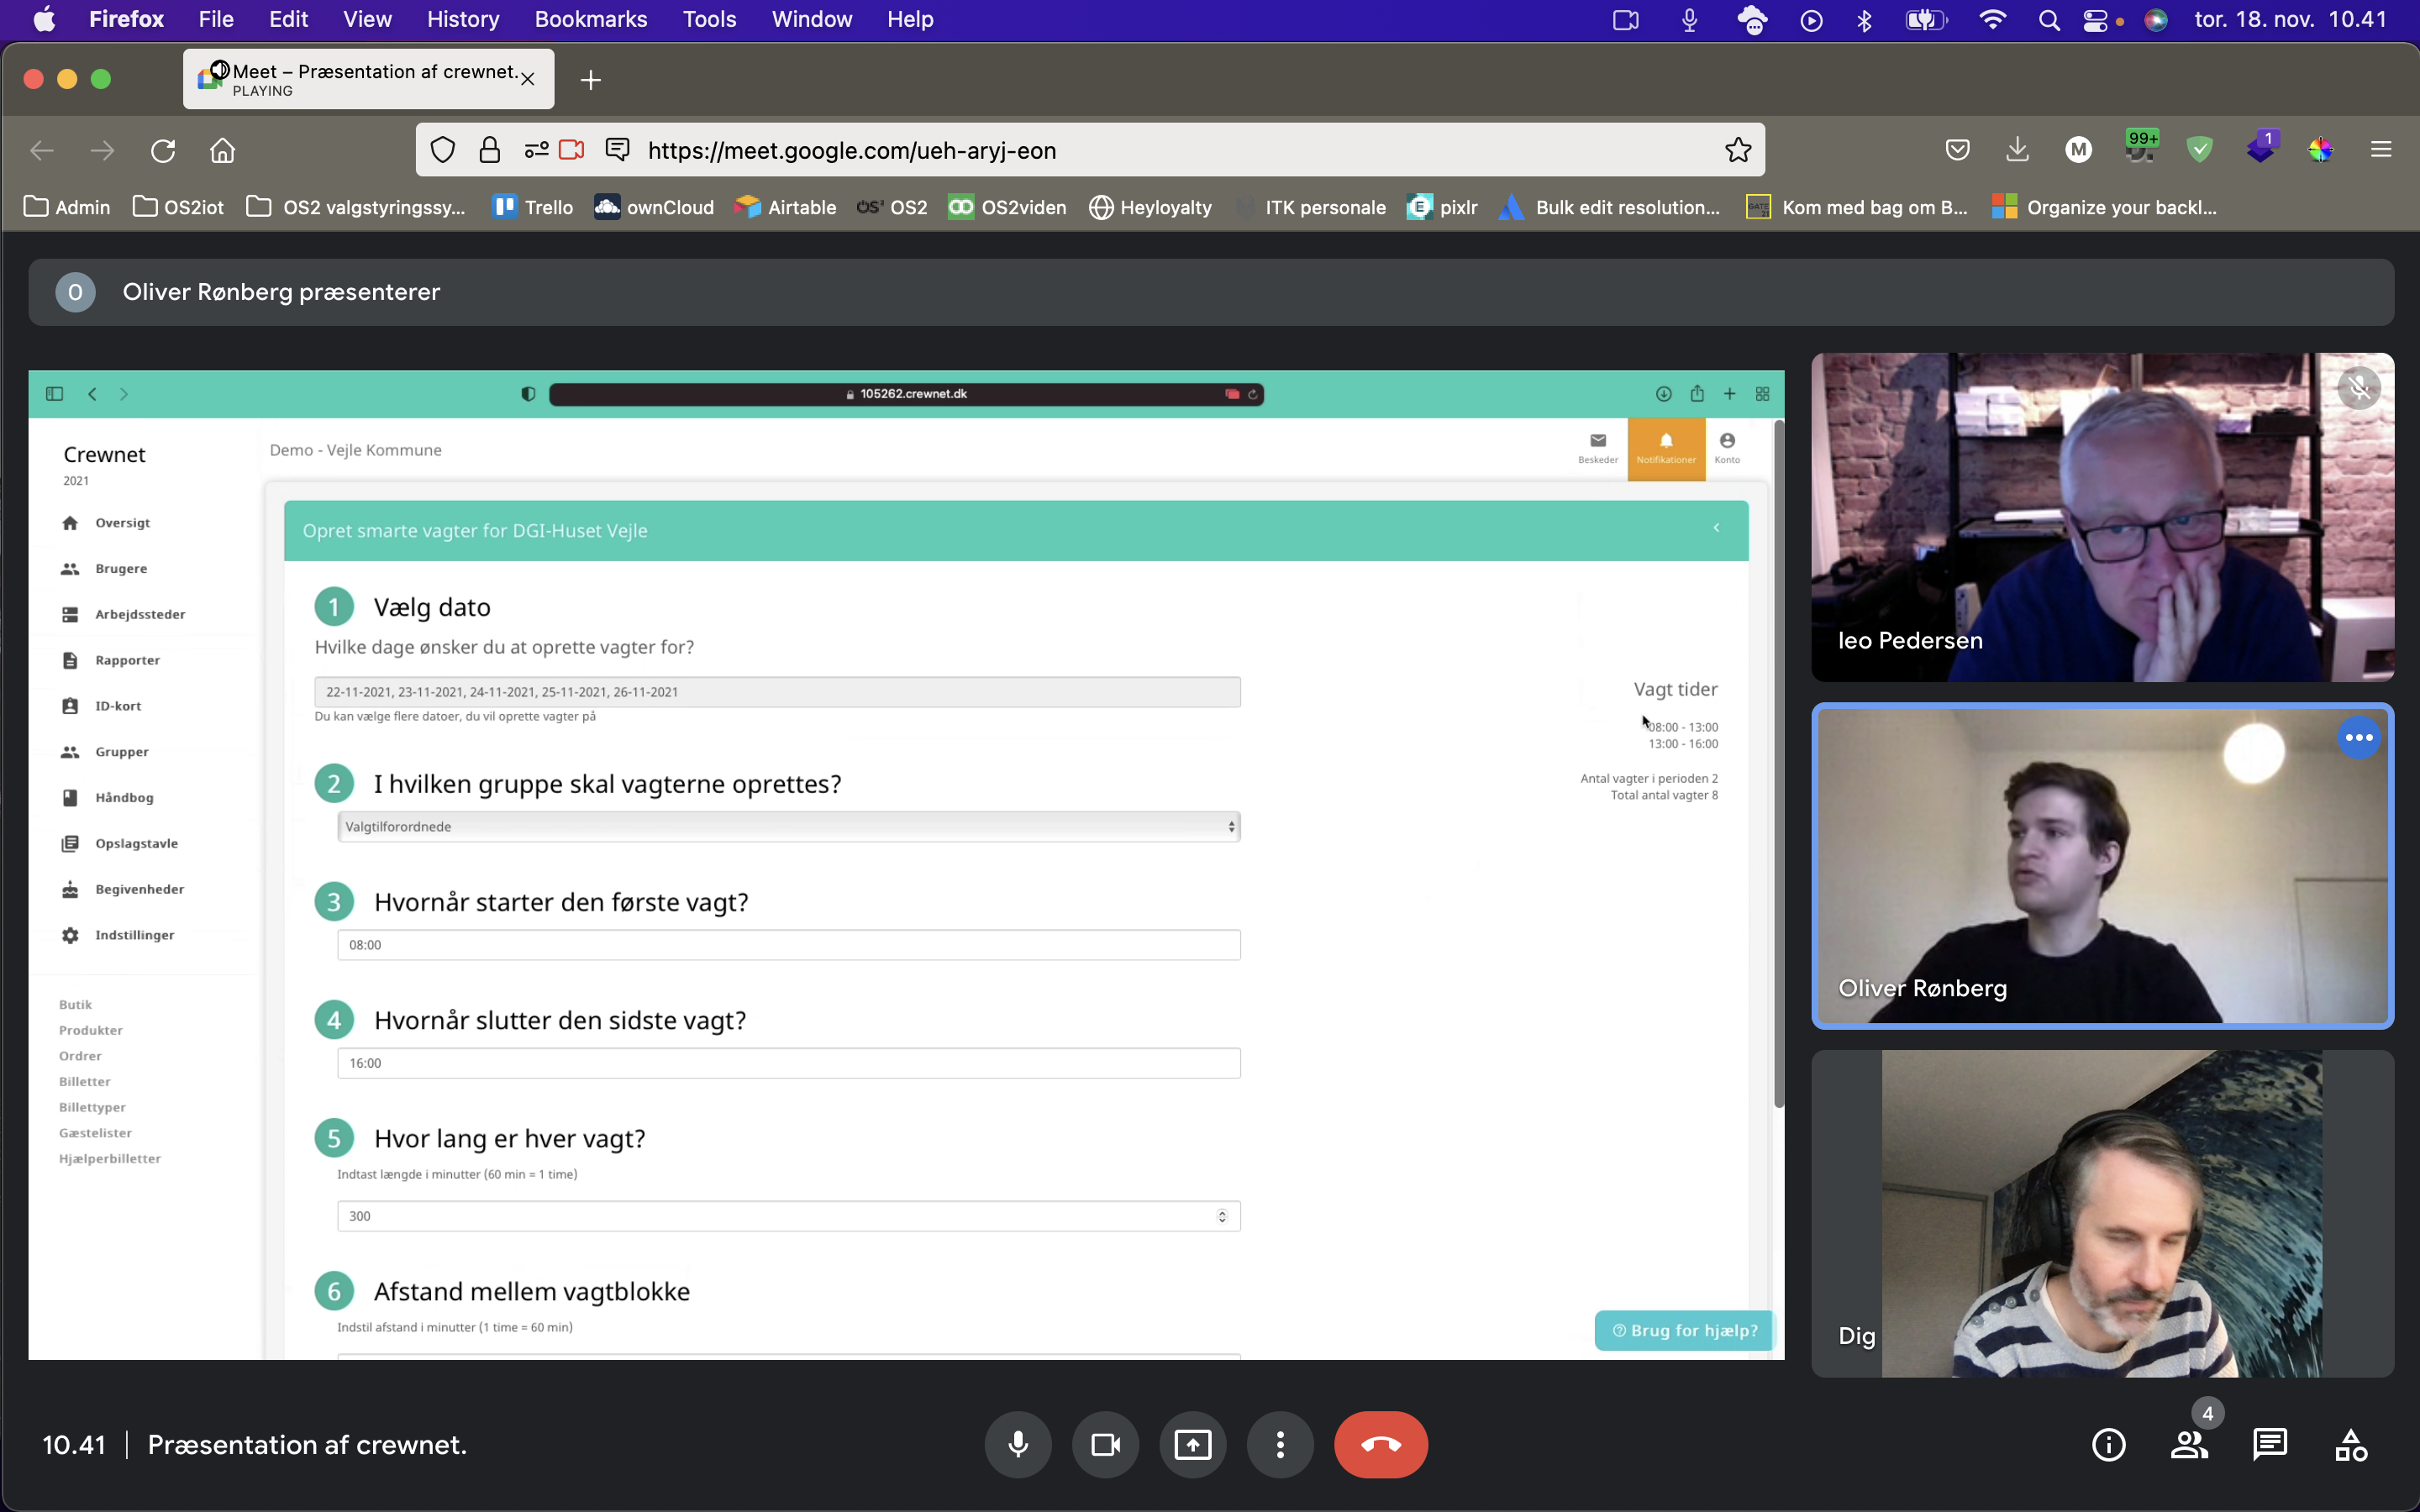 Firefox File Edit View History Bookmarks Tools Window Help tor. 18. nov. 10.41
Meet – Præsentation af crewnet.
PLAYING
https://meet.google.com/ueh-aryj-eon
M 99+ 1
Admin OS2iot OS2 valgstyringssy... Trello ownCloud Airtable OS2 OS2 OS2viden Heyloyalty ITK personale E pixlr Bulk edit resolution... Kom med bag om B... Organize your backl...
O Oliver Rønberg præsenterer
105262.crewnet.dk
Crewnet
2021
Oversigt
Brugere
Arbejdssteder
Rapporter
ID-kort
Grupper
Håndbog
Opslagstavle
Begivenheder
Indstillinger
Butik
Produkter
Ordrer
Billetter
Billettyper
Gæstelister
Hjælperbilletter
Demo - Vejle Kommune
Beskeder Notifikationer Konto
Opret smarte vagter for DGI-Huset Vejle
1 Vælg dato
Hvilke dage ønsker du at oprette vagter for?
22-11-2021, 23-11-2021, 24-11-2021, 25-11-2021, 26-11-2021
Du kan vælge flere datoer, du vil oprette vagter på
2 I hvilken gruppe skal vagterne oprettes?
Valgtilforordnede
3 Hvornår starter den første vagt?
08:00
4 Hvornår slutter den sidste vagt?
16:00
5 Hvor lang er hver vagt?
Indtast længde i minutter (60 min = 1 time)
300
6 Afstand mellem vagtblokke
Indstil afstand i minutter (1 time = 60 min)
Vagt tider
08:00 - 13:00
13:00 - 16:00
Antal vagter i perioden 2
Total antal vagter 8
Brug for hjælp?
leo Pedersen
Oliver Rønberg
Dig
10.41 | Præsentation af crewnet.
4